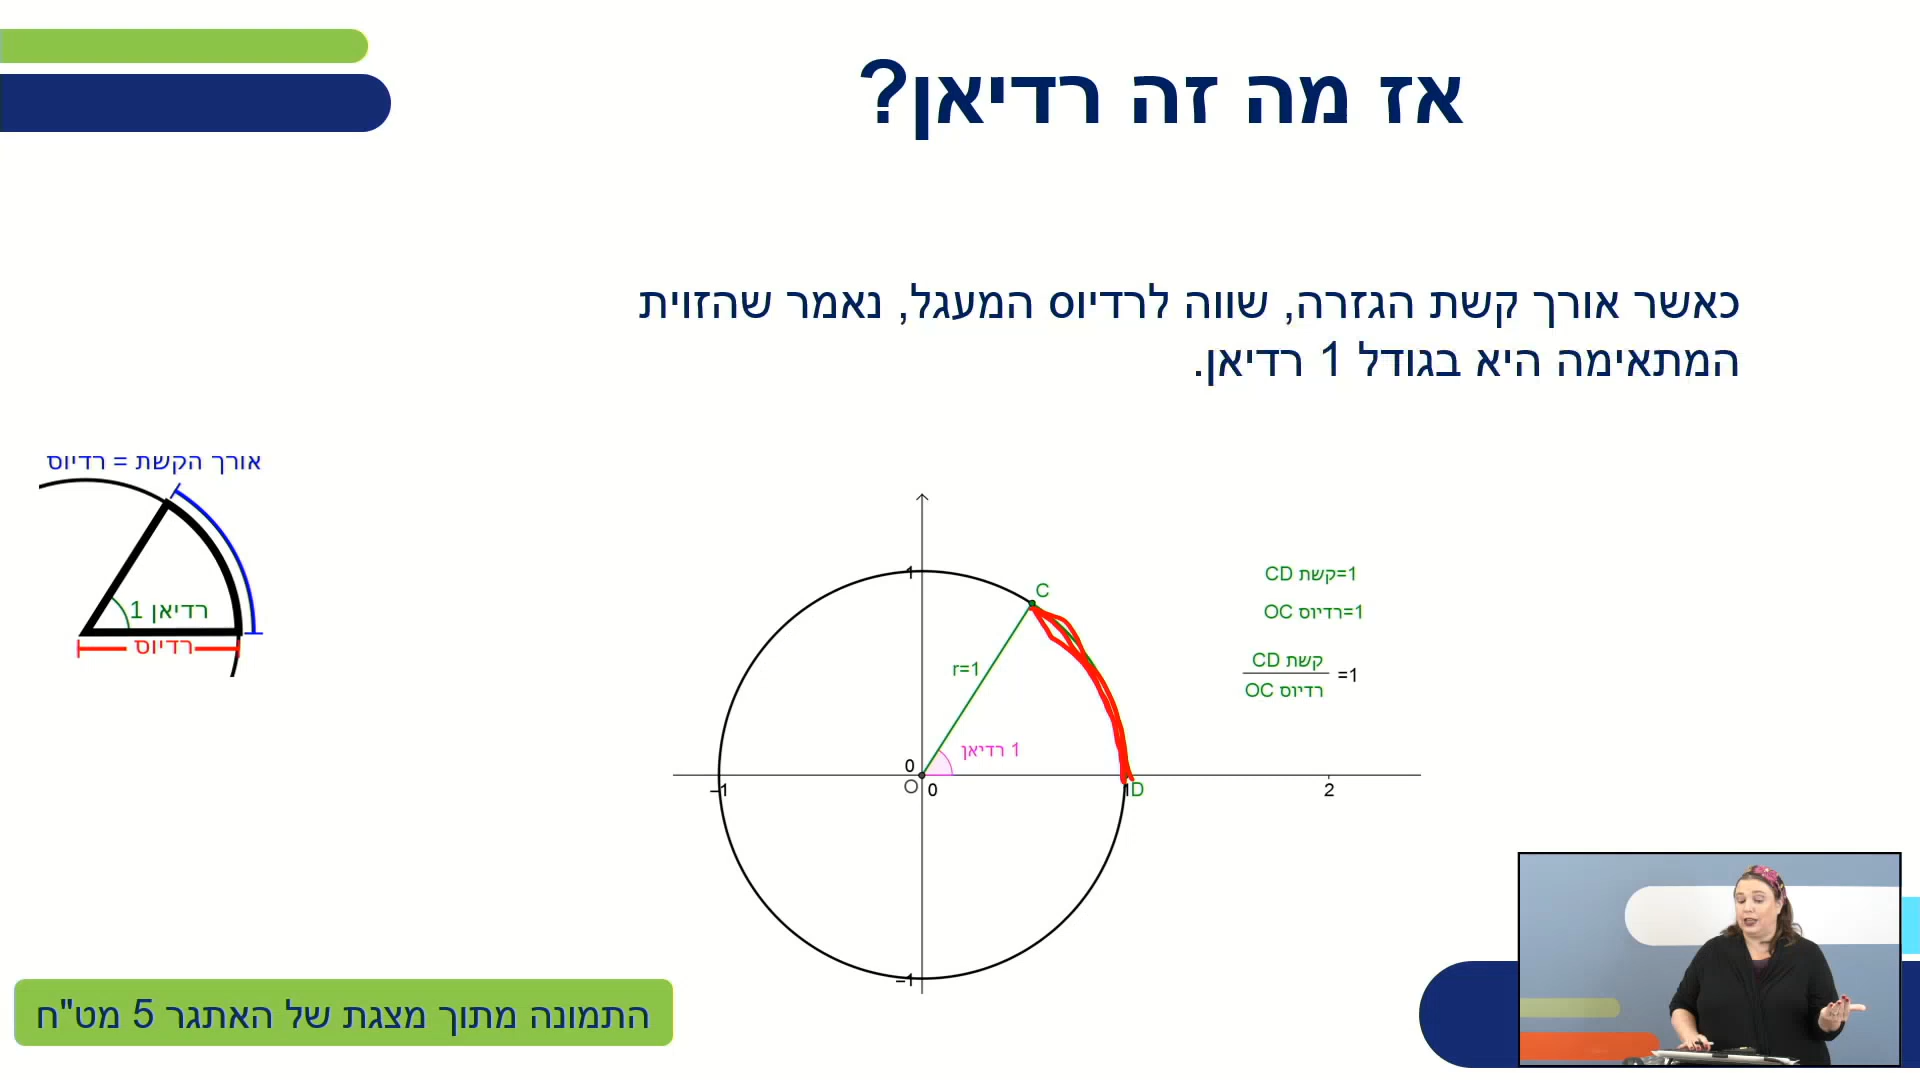 אז מה זה רדיאן?
כאשר אורך קשת הגזרה, שווה לרדיוס המעגל, נאמר שהזוית
המתאימה היא בגודל 1 רדיאן.
אורך הקשת = רדיוס
1 רדיאן
רדיוס
1
C
r=1
1 רדיאן
0
O
0
–1
1
D
2
–1
קשת CD=1
רדיוס OC=1
קשת CD
רדיוס OC
=1
התמונה מתוך מצגת של האתגר 5 מט"ח